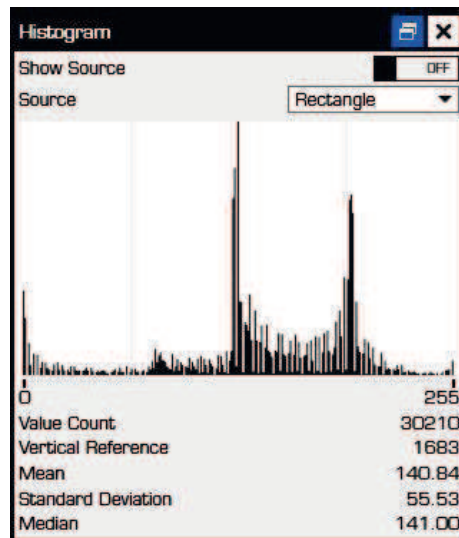 Histogram
Show Source OFF
Source Rectangle
0 255
Value Count 30210
Vertical Reference 1683
Mean 140.84
Standard Deviation 55.53
Median 141.00